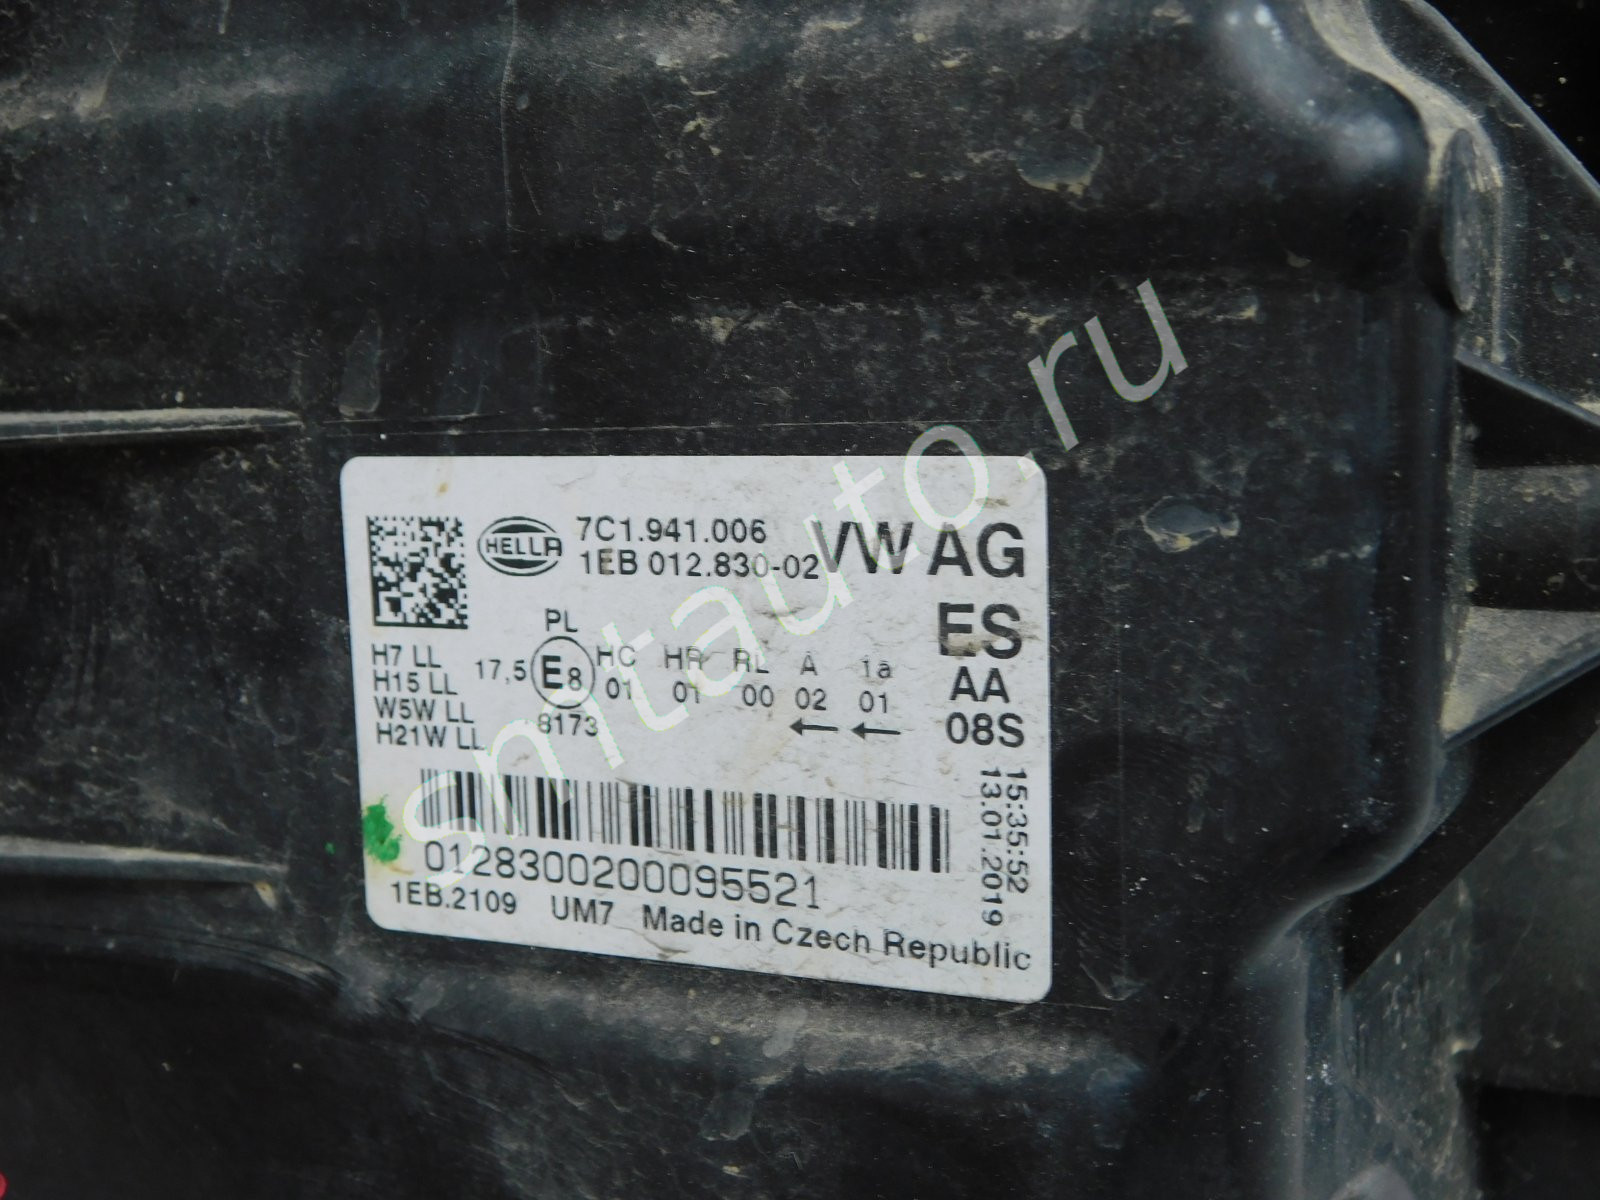 HELLA
7C1.941.006
1EB 012.830-02
VW AG
ES
AA
08S
PL
H7 LL
H15 LL
W5W LL
H21W LL
17,5 E8 HC HR RL A 1a
01 01 00 02 01
8173 ← ←
15:35:52
13.01.2019
0128300200095521
1EB.2109 UM7 Made in Czech Republic
smtauto.ru